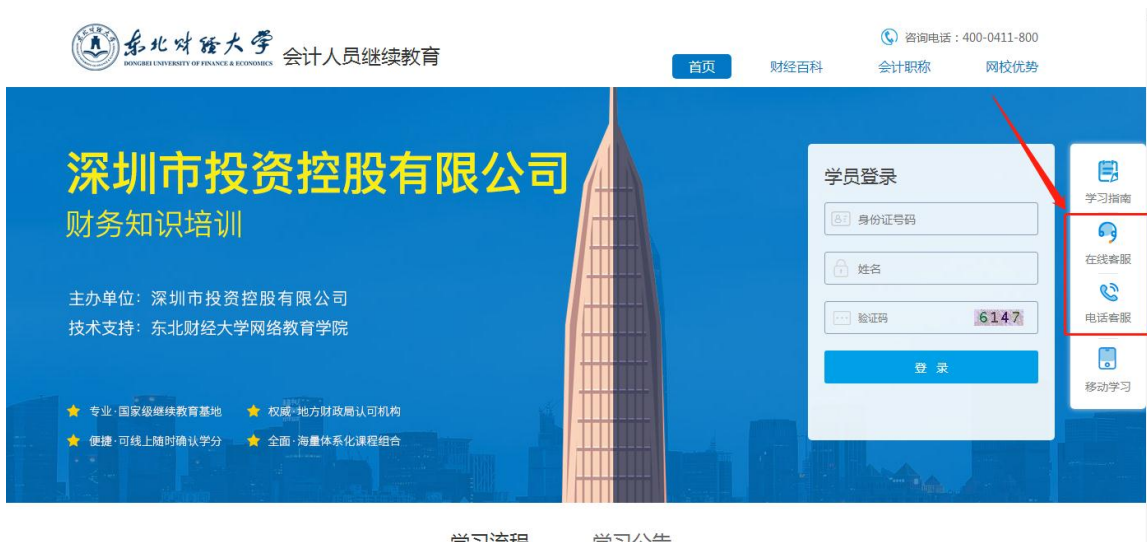 东北财经大学
DONGBEI UNIVERSITY OF FINANCE & ECONOMICS
会计人员继续教育
咨询电话：400-0411-800
首页 财经百科 会计职称 网校优势
深圳市投资控股有限公司
财务知识培训
主办单位：深圳市投资控股有限公司
技术支持：东北财经大学网络教育学院
专业·国家级继续教育基地 权威·地方财政局认可机构
便捷·可线上随时确认学分 全面·海量体系化课程组合
学员登录
身份证号码
姓名
验证码 6147
登 录
学习指南
在线客服
电话客服
移动学习
学习流程 学习公告